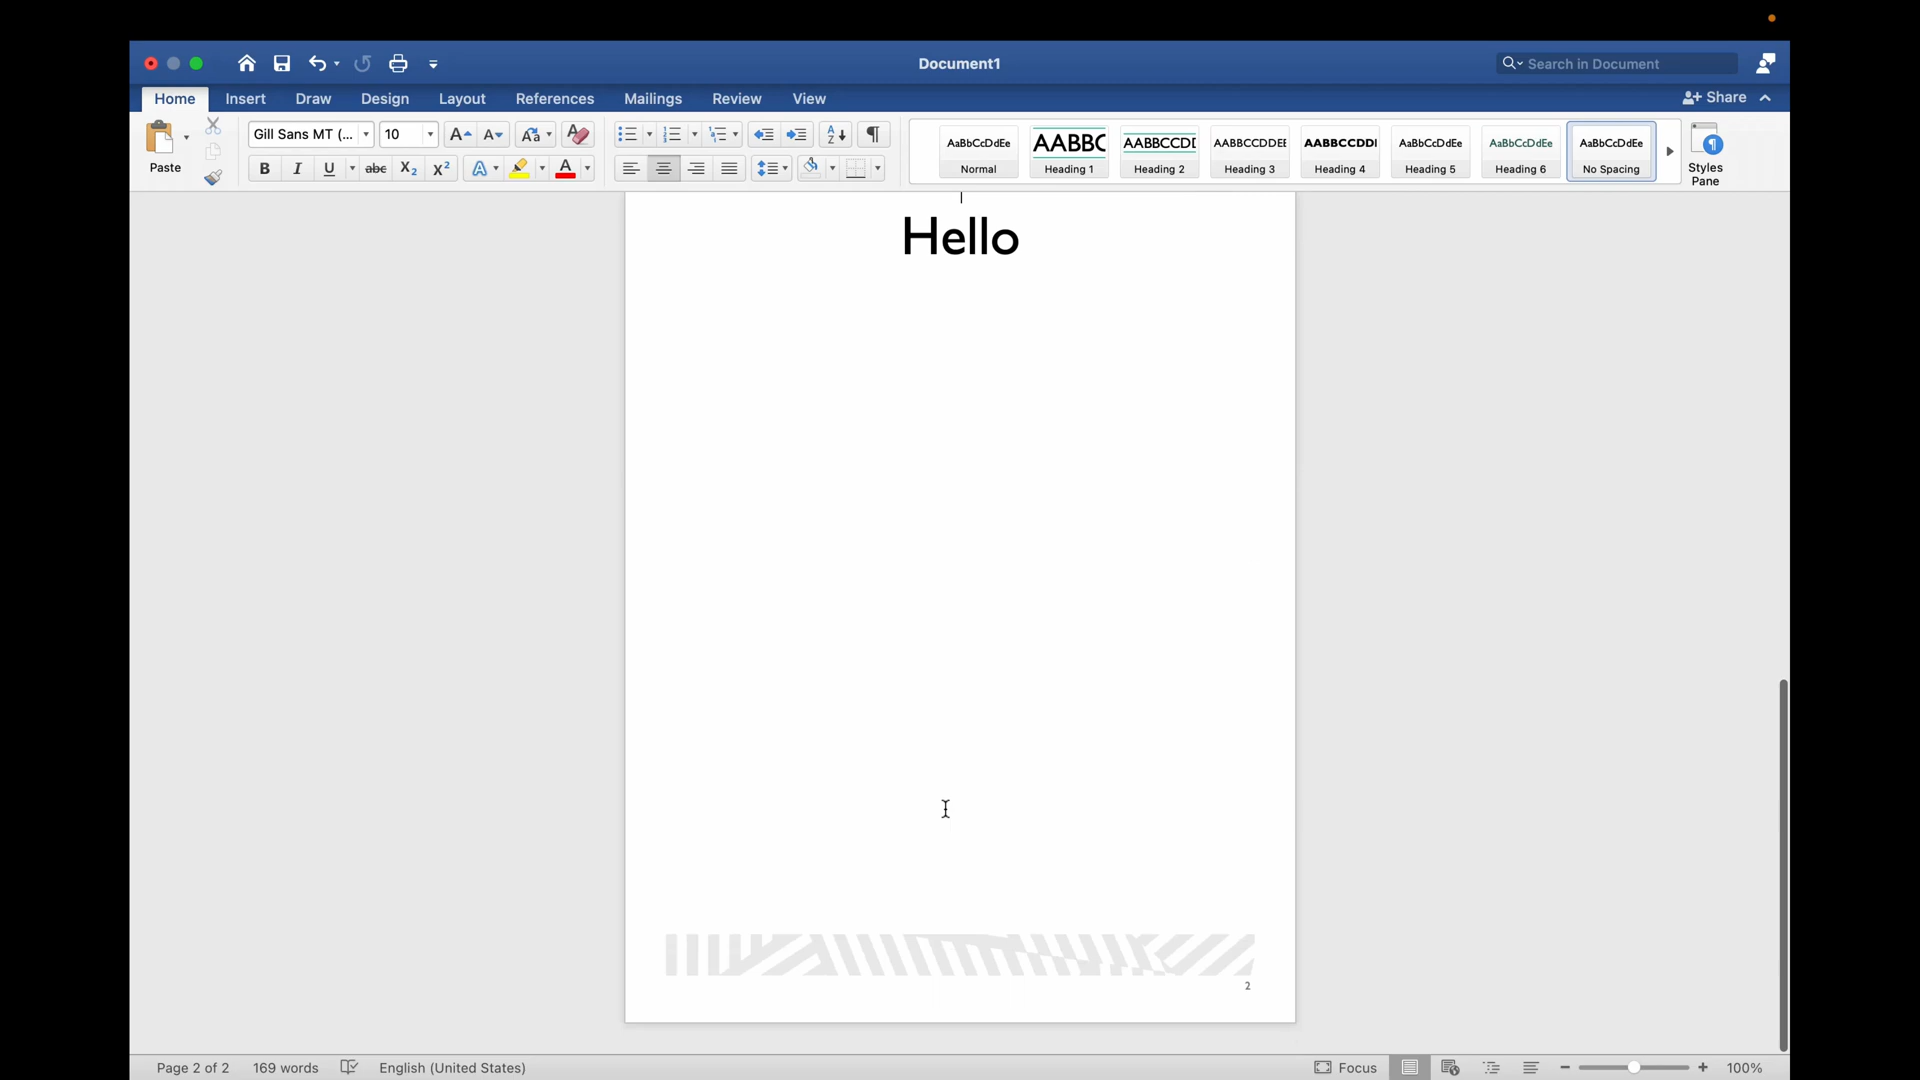 Document1
Search in Document
Home Insert Draw Design Layout References Mailings Review View
Share
Paste
Gill Sans MT (... 10
AaBbCcDdEe Normal
AABBC Heading 1
AABBCCDI Heading 2
AABBCCDDEE Heading 3
AABBCCDDI Heading 4
AaBbCcDdEe Heading 5
AaBbCcDdEe Heading 6
AaBbCcDdEe No Spacing
Styles
Pane
Hello
2
Page 2 of 2 169 words English (United States) Focus 100%